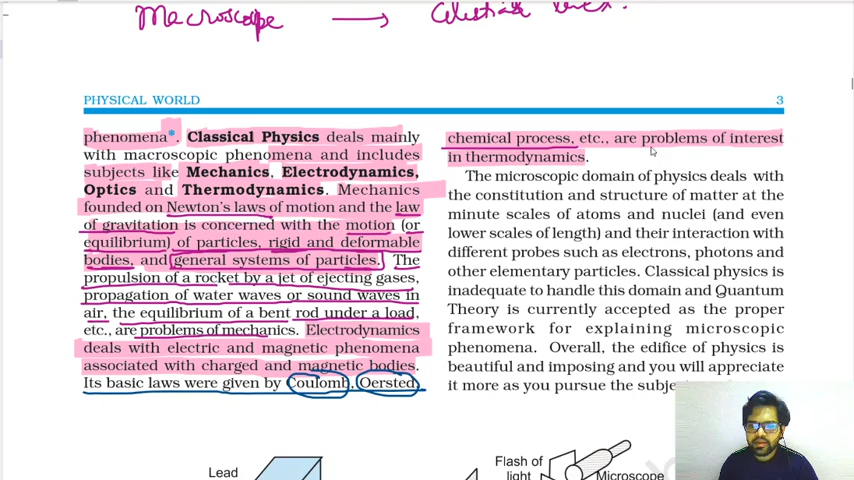 Macroscope → Celestial level.
PHYSICAL WORLD 3
phenomena*. Classical Physics deals mainly
with macroscopic phenomena and includes
subjects like Mechanics, Electrodynamics,
Optics and Thermodynamics. Mechanics
founded on Newton's laws of motion and the law
of gravitation is concerned with the motion (or
equilibrium) of particles, rigid and deformable
bodies, and general systems of particles. The
propulsion of a rocket by a jet of ejecting gases,
propagation of water waves or sound waves in
air, the equilibrium of a bent rod under a load,
etc., are problems of mechanics. Electrodynamics
deals with electric and magnetic phenomena
associated with charged and magnetic bodies.
Its basic laws were given by Coulomb, Oersted,
chemical process, etc., are problems of interest
in thermodynamics.
The microscopic domain of physics deals with
the constitution and structure of matter at the
minute scales of atoms and nuclei (and even
lower scales of length) and their interaction with
different probes such as electrons, photons and
other elementary particles. Classical physics is
inadequate to handle this domain and Quantum
Theory is currently accepted as the proper
framework for explaining microscopic
phenomena. Overall, the edifice of physics is
beautiful and imposing and you will appreciate
it more as you pursue the
Lead
Flash of
light
Microscope